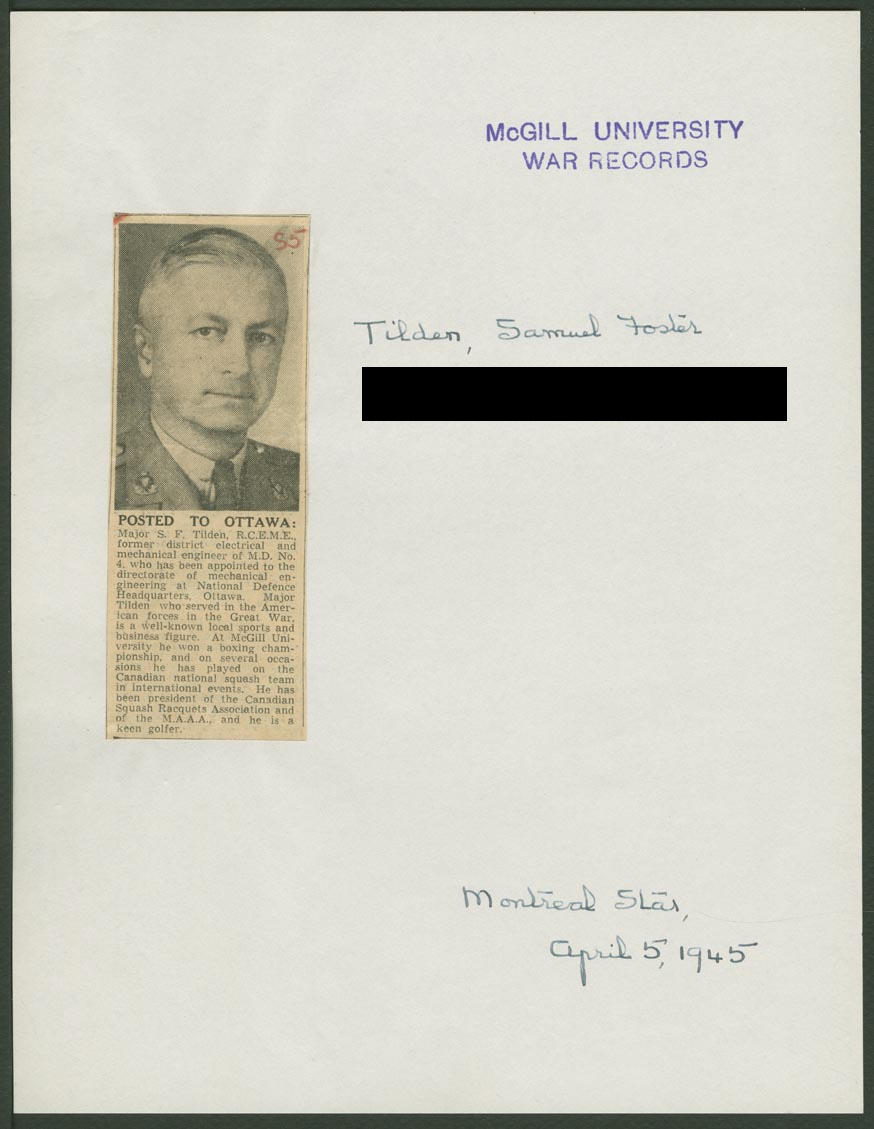 McGILL UNIVERSITY
WAR RECORDS
S5
Tilden, Samuel Foster
POSTED TO OTTAWA:
Major S. F. Tilden, R.C.E.M.E.,
former district electrical and
mechanical engineer of M.D. No.
4, who has been appointed to the
directorate of mechanical en-
gineering at National Defence
Headquarters, Ottawa. Major
Tilden who served in the Amer-
ican forces in the Great War,
is a well-known local sports and
business figure. At McGill Uni-
versity he won a boxing cham-
pionship, and on several occa-
sions he has played on the
Canadian national squash team
in international events. He has
been president of the Canadian
Squash Racquets Association and
of the M.A.A.A., and he is a
keen golfer.
Montreal Star,
April 5, 1945